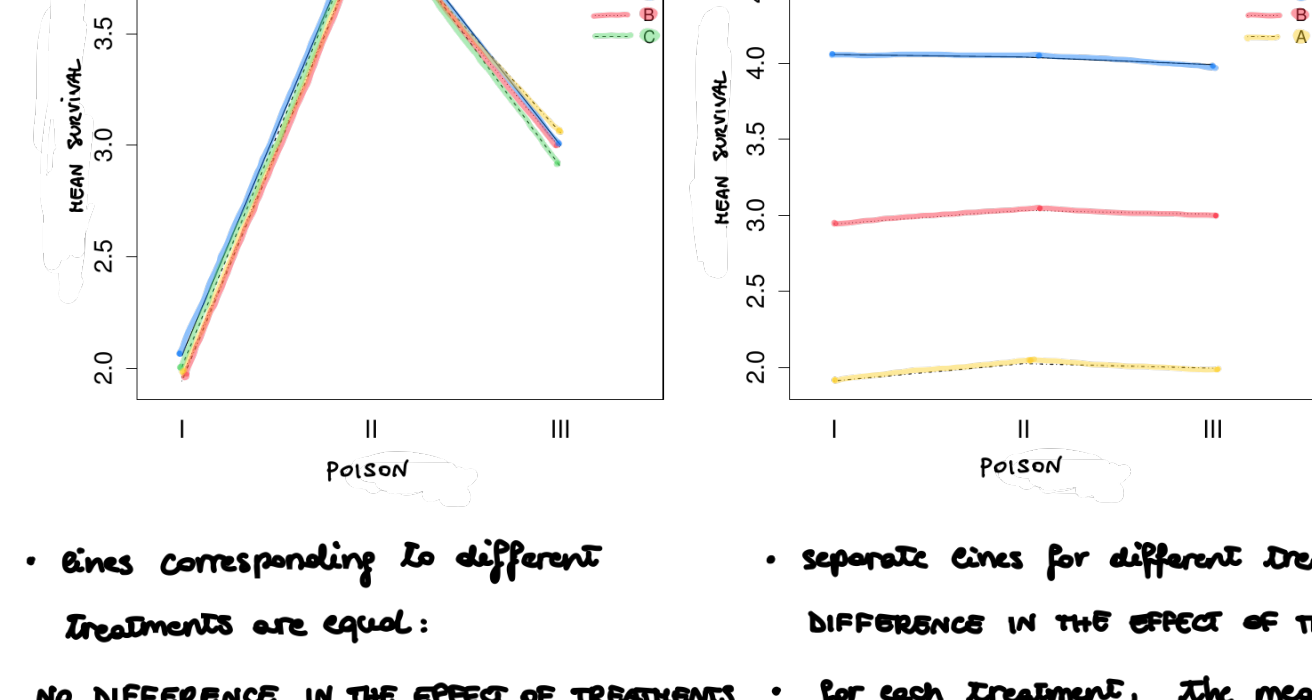 3.5
3.0
2.5
2.0
MEAN SURVIVAL
B
C
I II III
POISON
• lines corresponding to different
treatments are equal:
NO DIFFERENCE IN THE EFFECT OF TREATMENTS
4.0
3.5
3.0
2.5
2.0
MEAN SURVIVAL
B
A
I II III
POISON
• separate lines for different tre
DIFFERENCE IN THE EFFECT OF T
• for each treatment, the me